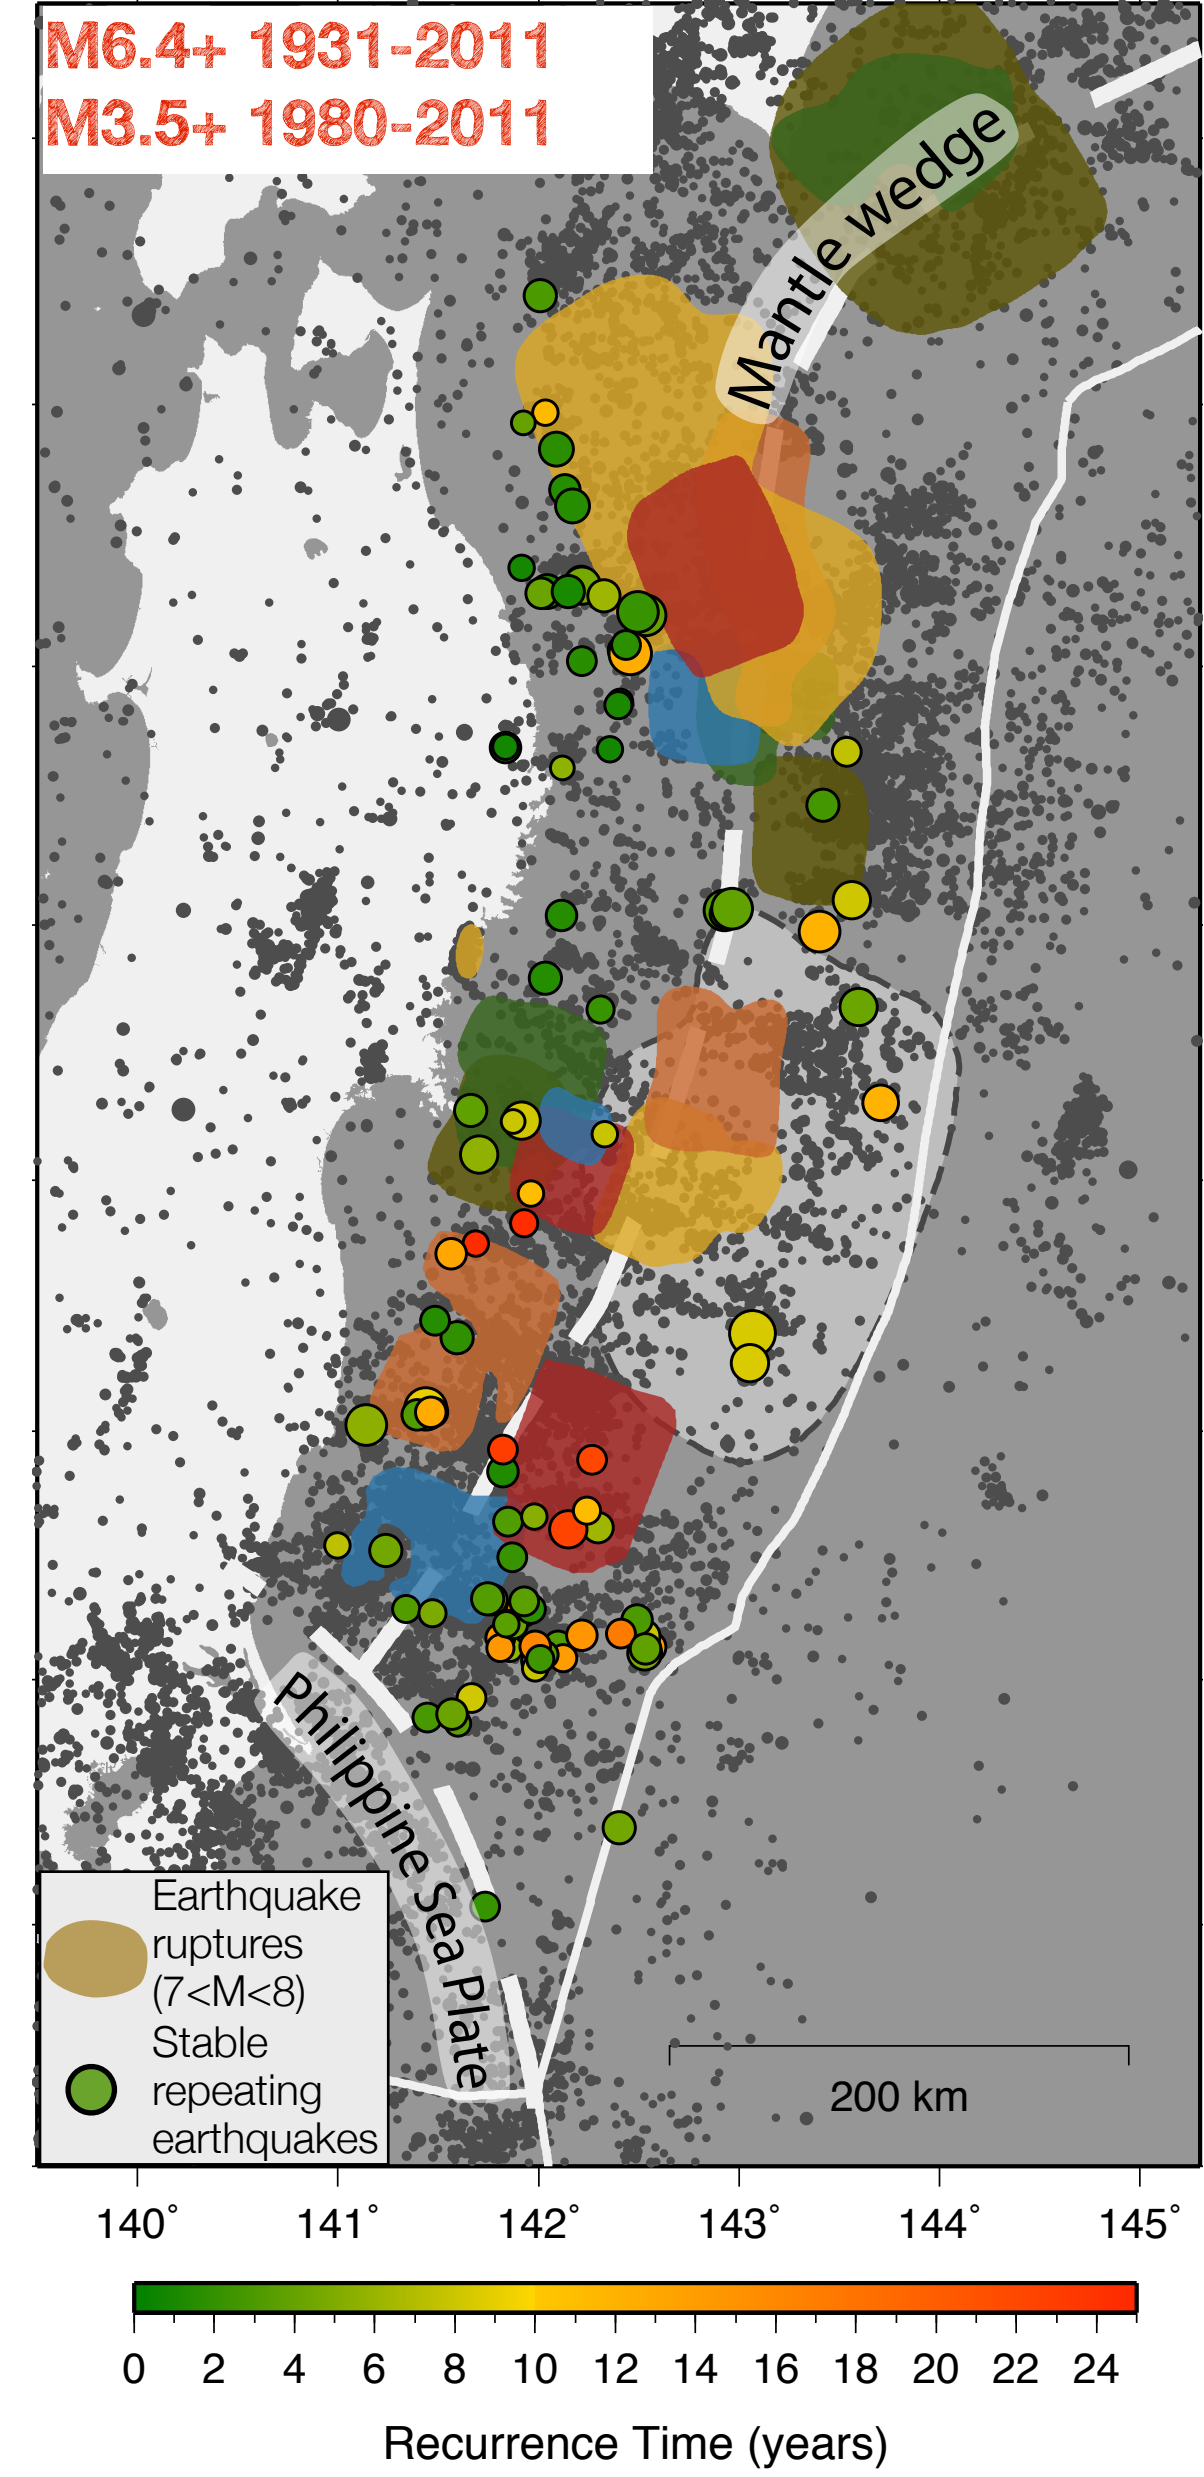 M6.4+ 1931-2011
M3.5+ 1980-2011
Mantle wedge
Philippine Sea Plate
Earthquake
ruptures
(7<M<8)
Stable
repeating
earthquakes
200 km
140˚ 141˚ 142˚ 143˚ 144˚ 145˚
0 2 4 6 8 10 12 14 16 18 20 22 24
Recurrence Time (years)